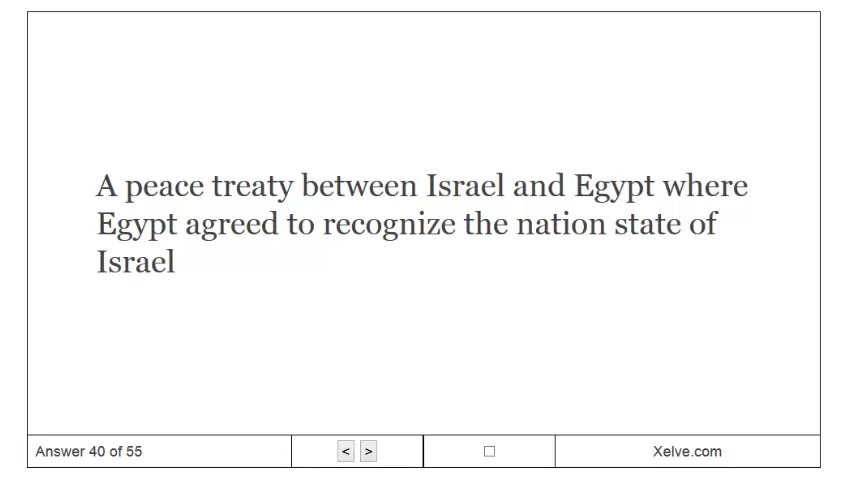 A peace treaty between Israel and Egypt where
Egypt agreed to recognize the nation state of
Israel
Answer 40 of 55
< >
Xelve.com